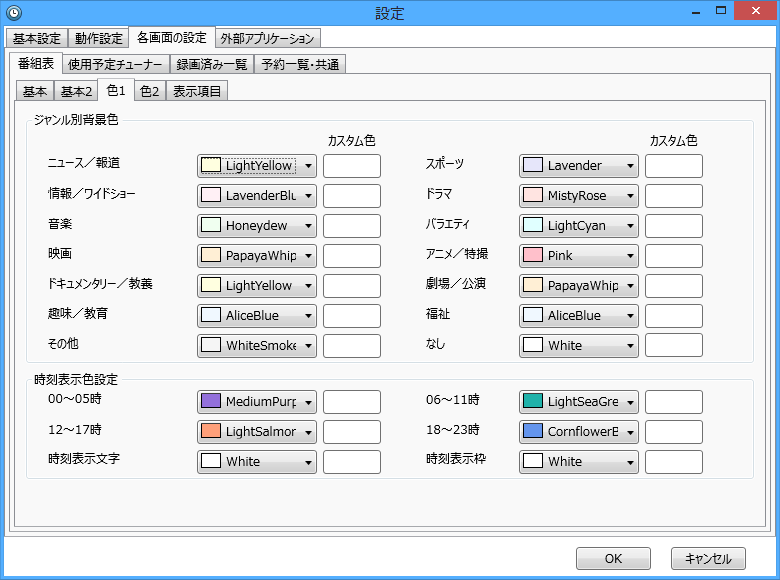 設定
基本設定 動作設定 各画面の設定 外部アプリケーション
番組表 使用予定チューナー 録画済み一覧 予約一覧・共通
基本 基本2 色1 色2 表示項目
ジャンル別背景色
カスタム色 カスタム色
ニュース／報道 LightYellow スポーツ Lavender
情報／ワイドショー LavenderBlu ドラマ MistyRose
音楽 Honeydew バラエティ LightCyan
映画 PapayaWhip アニメ／特撮 Pink
ドキュメンタリー／教養 LightYellow 劇場／公演 PapayaWhip
趣味／教育 AliceBlue 福祉 AliceBlue
その他 WhiteSmoke なし White
時刻表示色設定
00～05時 MediumPurp 06～11時 LightSeaGre
12～17時 LightSalmor 18～23時 CornflowerB
時刻表示文字 White 時刻表示枠 White
OK キャンセル